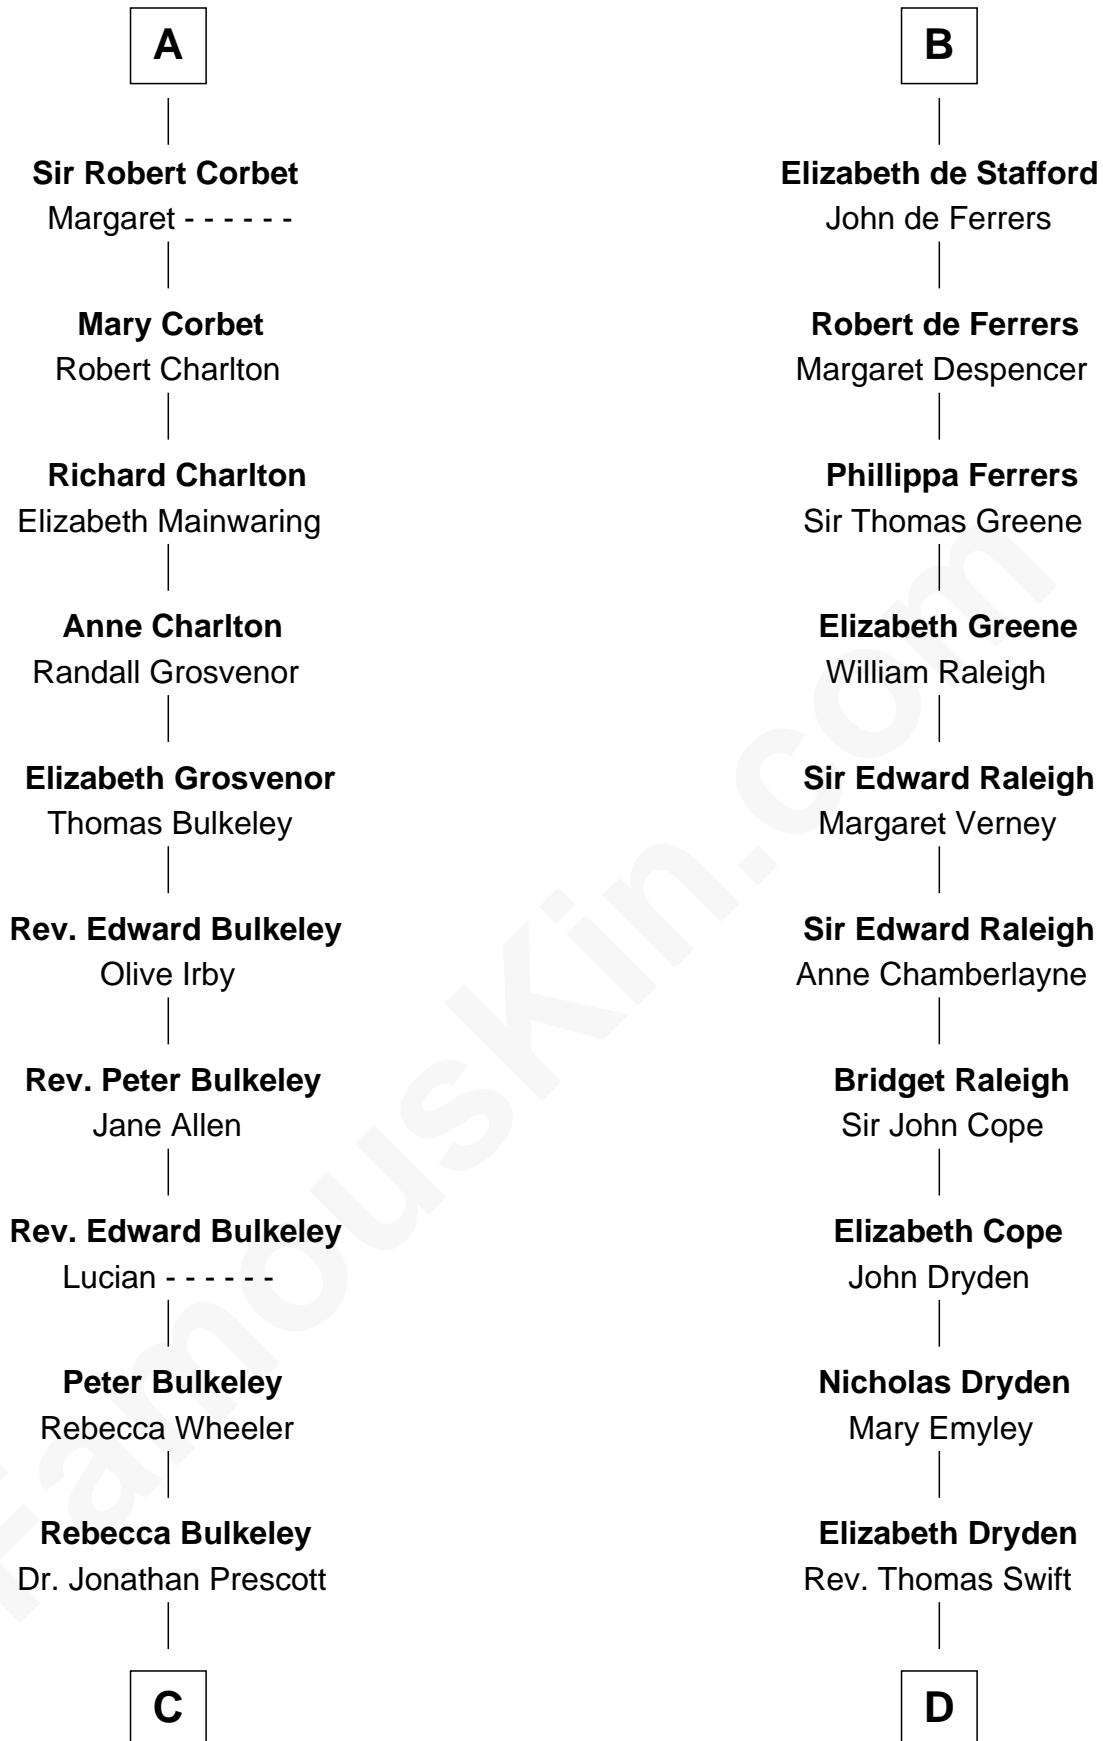 A
Sir Robert Corbet
Margaret - - - - - -
Mary Corbet
Robert Charlton
Richard Charlton
Elizabeth Mainwaring
Anne Charlton
Randall Grosvenor
Elizabeth Grosvenor
Thomas Bulkeley
Rev. Edward Bulkeley
Olive Irby
Rev. Peter Bulkeley
Jane Allen
Rev. Edward Bulkeley
Lucian - - - - - -
Peter Bulkeley
Rebecca Wheeler
Rebecca Bulkeley
Dr. Jonathan Prescott
C
B
Elizabeth de Stafford
John de Ferrers
Robert de Ferrers
Margaret Despencer
Phillippa Ferrers
Sir Thomas Greene
Elizabeth Greene
William Raleigh
Sir Edward Raleigh
Margaret Verney
Sir Edward Raleigh
Anne Chamberlayne
Bridget Raleigh
Sir John Cope
Elizabeth Cope
John Dryden
Nicholas Dryden
Mary Emyley
Elizabeth Dryden
Rev. Thomas Swift
D
FamousKin.com